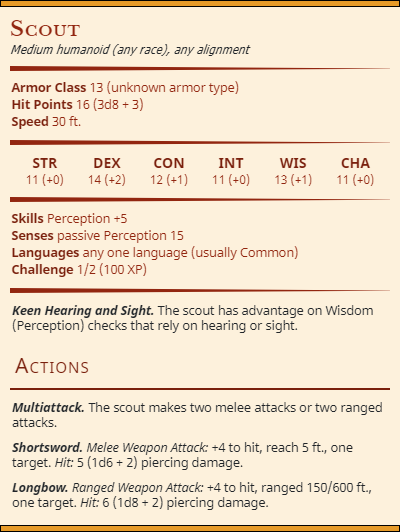 Scout
Medium humanoid (any race), any alignment
Armor Class 13 (unknown armor type)
Hit Points 16 (3d8 + 3)
Speed 30 ft.
STR DEX CON INT WIS CHA
11 (+0) 14 (+2) 12 (+1) 11 (+0) 13 (+1) 11 (+0)
Skills Perception +5
Senses passive Perception 15
Languages any one language (usually Common)
Challenge 1/2 (100 XP)
Keen Hearing and Sight. The scout has advantage on Wisdom
(Perception) checks that rely on hearing or sight.
Actions
Multiattack. The scout makes two melee attacks or two ranged
attacks.
Shortsword. Melee Weapon Attack: +4 to hit, reach 5 ft., one
target. Hit: 5 (1d6 + 2) piercing damage.
Longbow. Ranged Weapon Attack: +4 to hit, ranged 150/600 ft.,
one target. Hit: 6 (1d8 + 2) piercing damage.